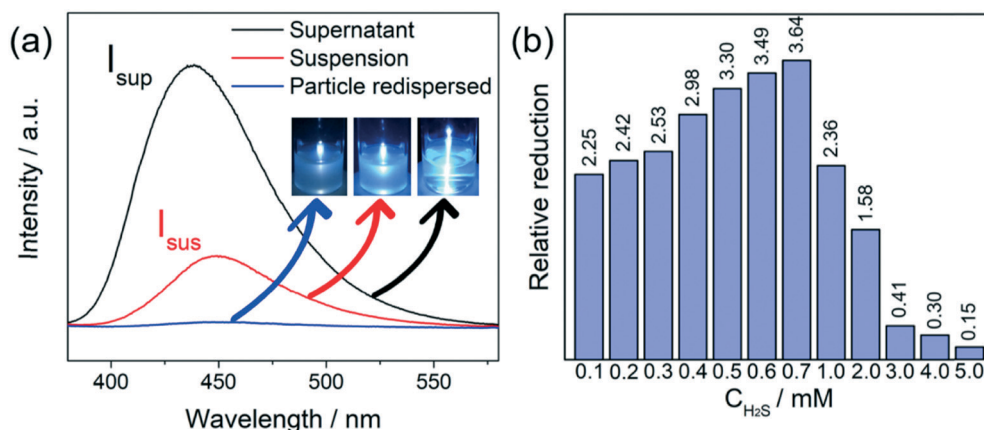 (a)
I sup
I sus
Supernatant
Suspension
Particle redispersed
Intensity / a.u.
400 450 500 550
Wavelength / nm
(b)
Relative reduction
2.25 2.42 2.53 2.98 3.30 3.49 3.64 2.36 1.58 0.41 0.30 0.15
0.1 0.2 0.3 0.4 0.5 0.6 0.7 1.0 2.0 3.0 4.0 5.0
C H2S / mM